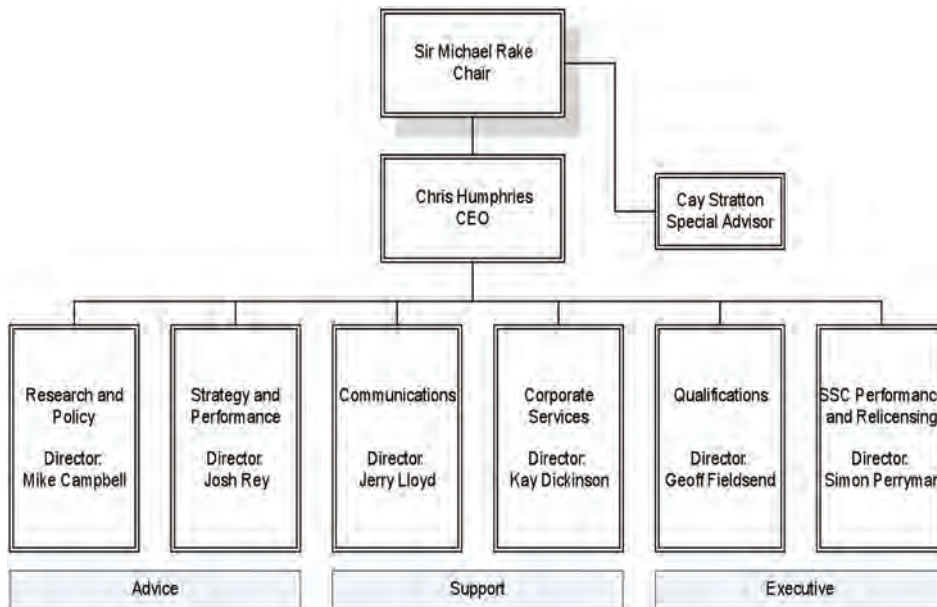 Sir Michael Rake
Chair
Chris Humphries
CEO
Cay Stratton
Special Advisor
Research and
Policy
Director:
Mike Campbell
Strategy and
Performance
Director:
Josh Rey
Communications
Director:
Jerry Lloyd
Corporate
Services
Director:
Kay Dickinson
Qualifications
Director:
Geoff Fieldsend
SSC Performance
and Relicensing
Director:
Simon Perryman
Advice
Support
Executive